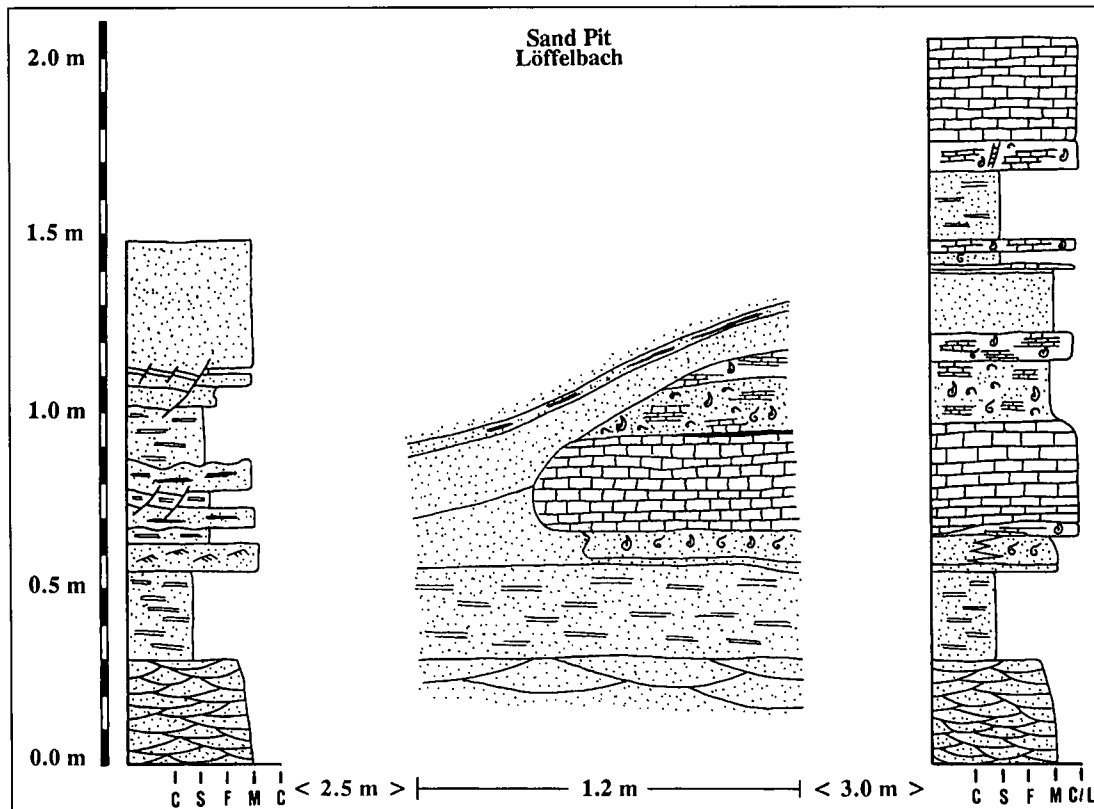 Sand Pit
Löffelbach
2.0 m
1.5 m
1.0 m
0.5 m
0.0 m
C S F M C
< 2.5 m >
1.2 m
< 3.0 m >
C S F M C/L